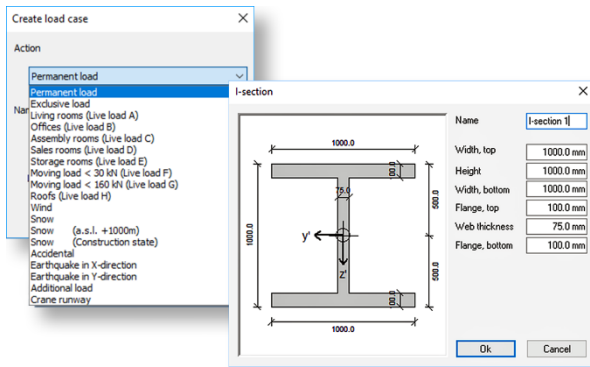 Create load case
Action
Permanent load
Permanent load
Exclusive load
Living rooms (Live load A)
Offices (Live load B)
Assembly rooms (Live load C)
Sales rooms (Live load D)
Storage rooms (Live load E)
Moving load < 30 kN (Live load F)
Moving load < 160 kN (Live load G)
Roofs (Live load H)
Wind
Snow
Snow (a.s.l. +1000m)
Snow (Construction state)
Accidental
Earthquake in X-direction
Earthquake in Y-direction
Additional load
Crane runway
I-section
1000.0
75.0
1000.0
500.0
500.0
y'
z'
1000.0
Name I-section 1
Width, top 1000.0 mm
Height 1000.0 mm
Width, bottom 1000.0 mm
Flange, top 100.0 mm
Web thickness 75.0 mm
Flange, bottom 100.0 mm
Ok Cancel